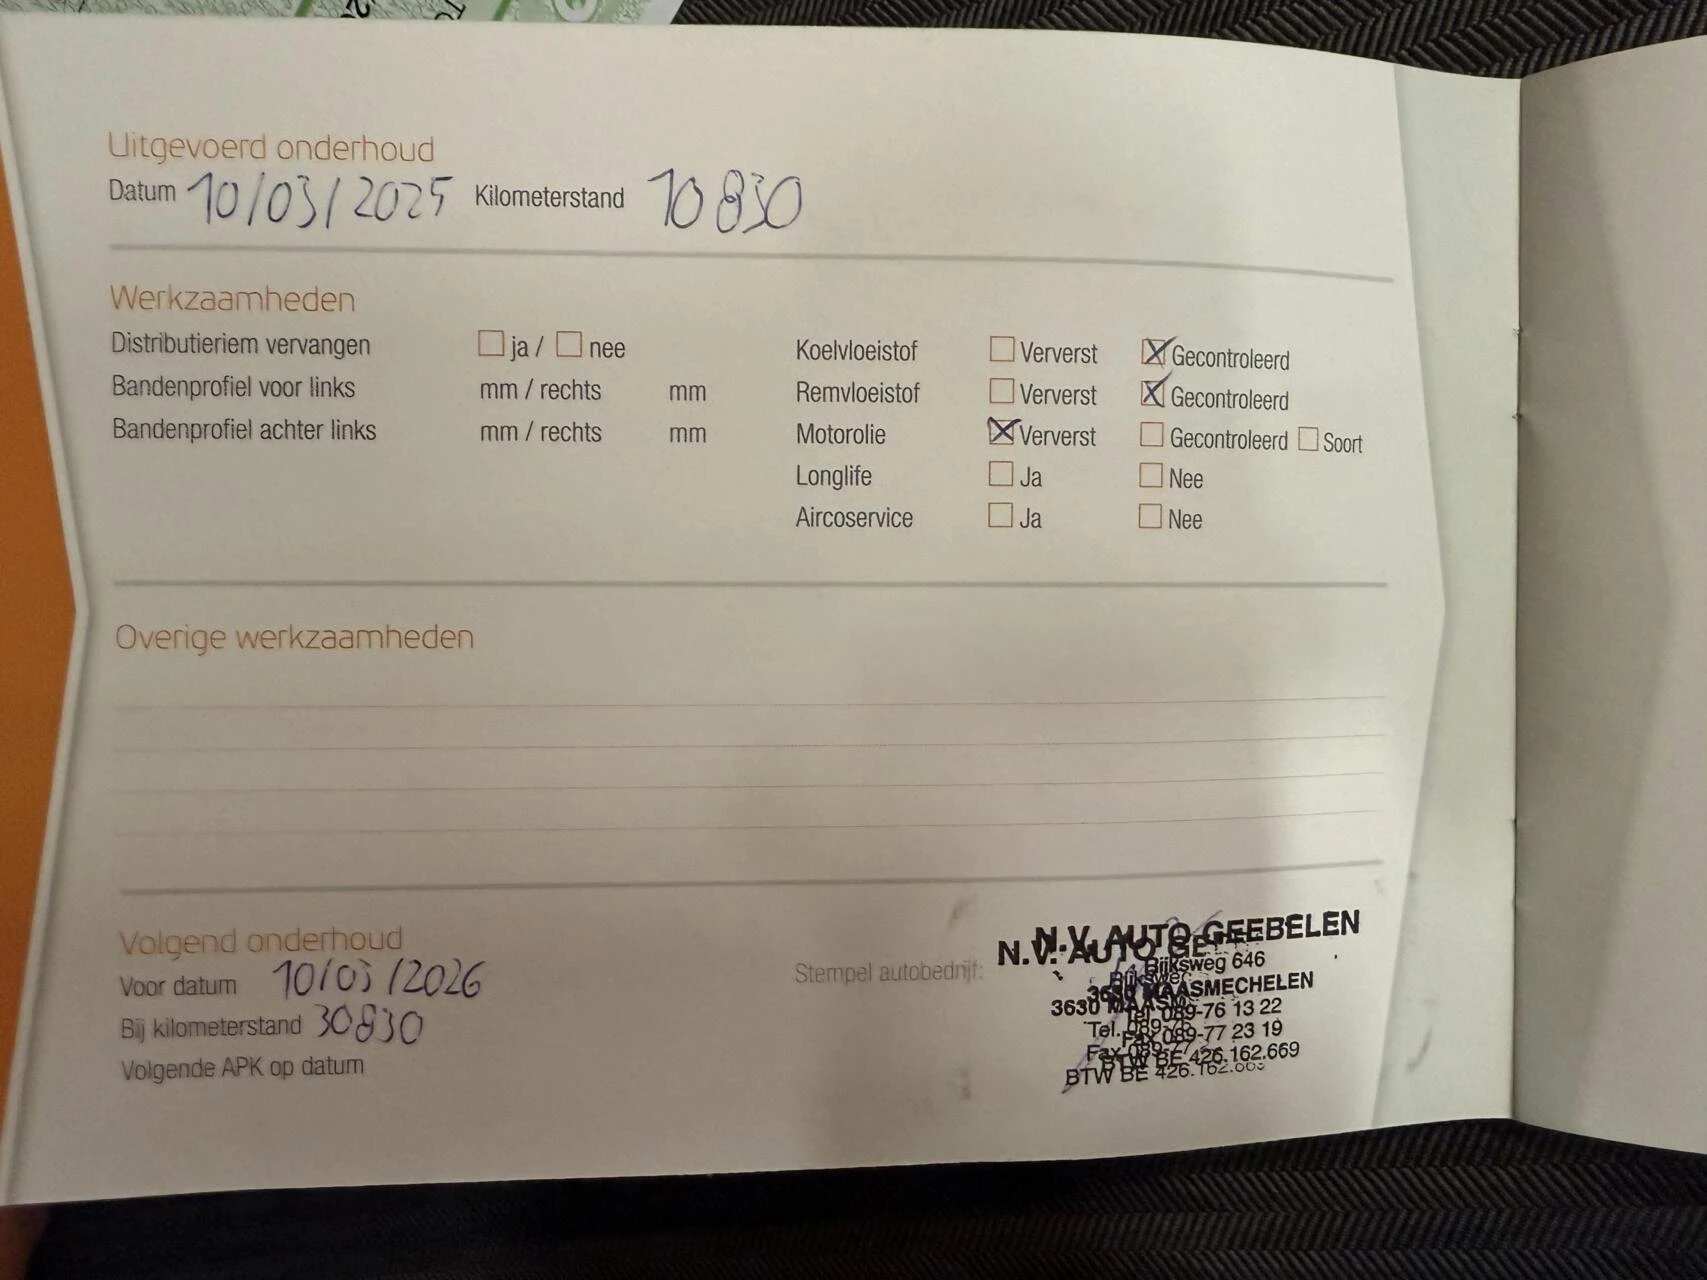 Uitgevoerd onderhoud
Datum 10/03/2025 Kilometerstand 10830
Werkzaamheden
Distributieriem vervangen ja / nee
Bandenprofiel voor links mm / rechts mm
Bandenprofiel achter links mm / rechts mm
Koelvloeistof Ververst Gecontroleerd
Remvloeistof Ververst Gecontroleerd
Motorolie Ververst Gecontroleerd Soort
Longlife Ja Nee
Aircoservice Ja Nee
Overige werkzaamheden
Volgend onderhoud
Voor datum 10/03/2026
Bij kilometerstand 30830
Volgende APK op datum
Stempel autobedrijf:
N.V. AUTO GEEBELEN
Rijksweg 646
3630 MAASMECHELEN
Tel. 089-76 13 22
Fax 089-77 23 19
BTW BE 426.162.669